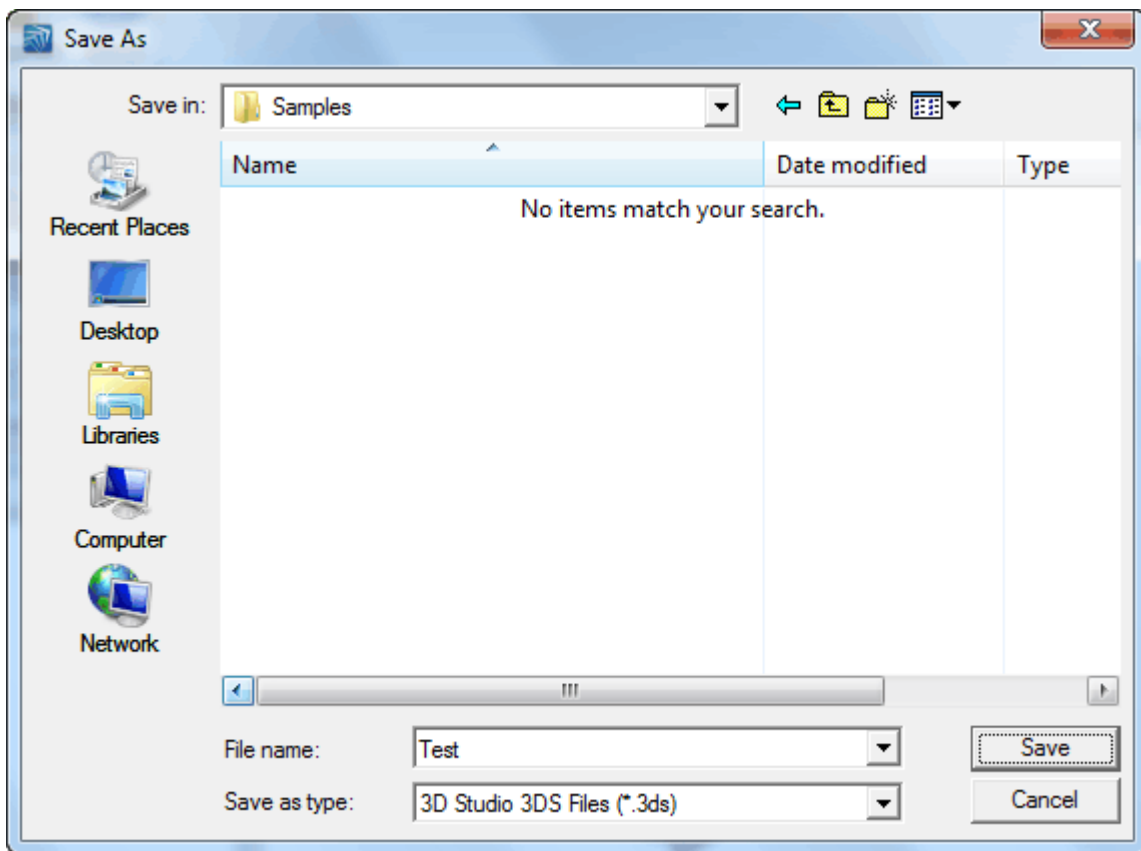 Save As
Save in: Samples
Name Date modified Type
No items match your search.
Recent Places
Desktop
Libraries
Computer
Network
File name: Test Save
Save as type: 3D Studio 3DS Files (*.3ds) Cancel